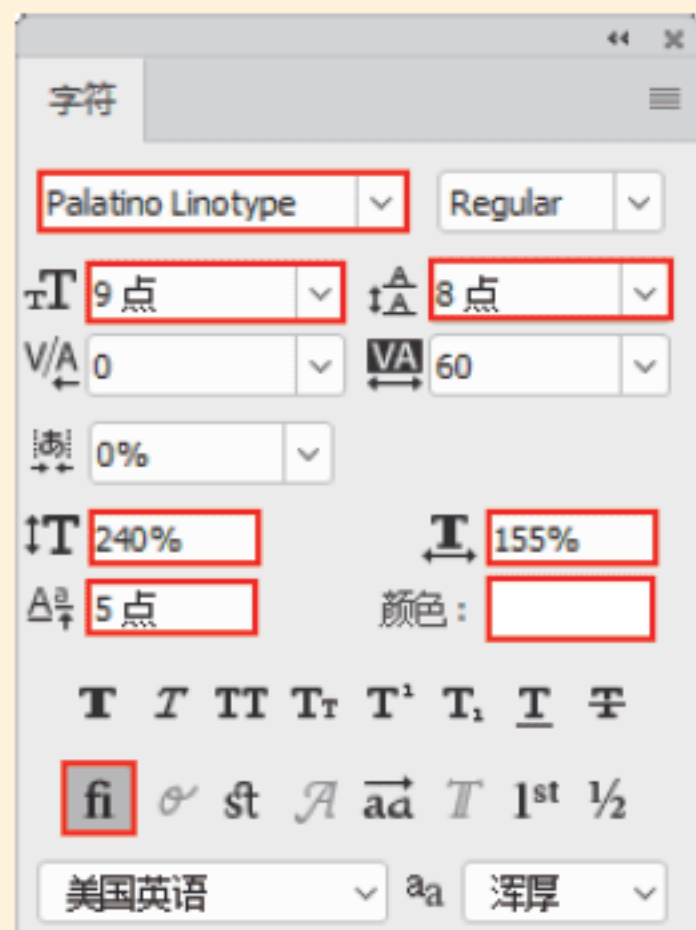 字符
Palatino Linotype Regular
9 点 8 点
0 60
0%
240% 155%
5 点 颜色：
T T TT Tт T¹ T₁ T T
fi st A aa T 1st ½
美国英语 aa 浑厚